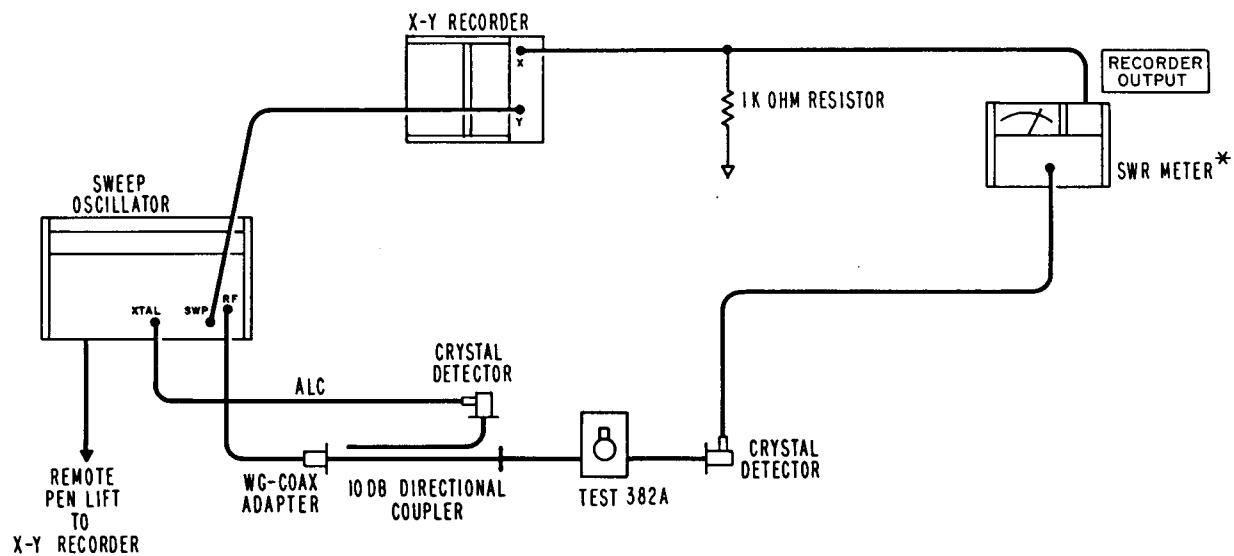 X-Y RECORDER
X
Y
RECORDER
OUTPUT
1K OHM RESISTOR
SWR METER*
SWEEP
OSCILLATOR
XTAL
SWP
RF
CRYSTAL
DETECTOR
ALC
REMOTE
PEN LIFT
TO
X-Y RECORDER
WG-COAX
ADAPTER
10 DB DIRECTIONAL
COUPLER
TEST 382A
CRYSTAL
DETECTOR